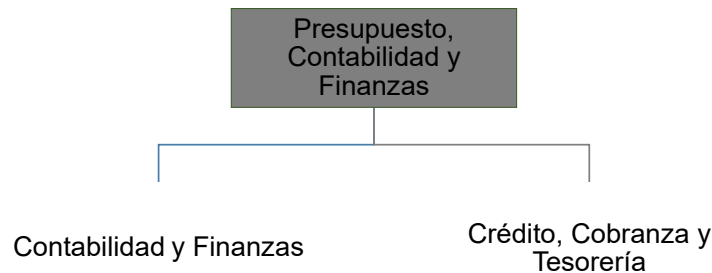 Presupuesto,
Contabilidad y
Finanzas
Contabilidad y Finanzas
Crédito, Cobranza y
Tesorería